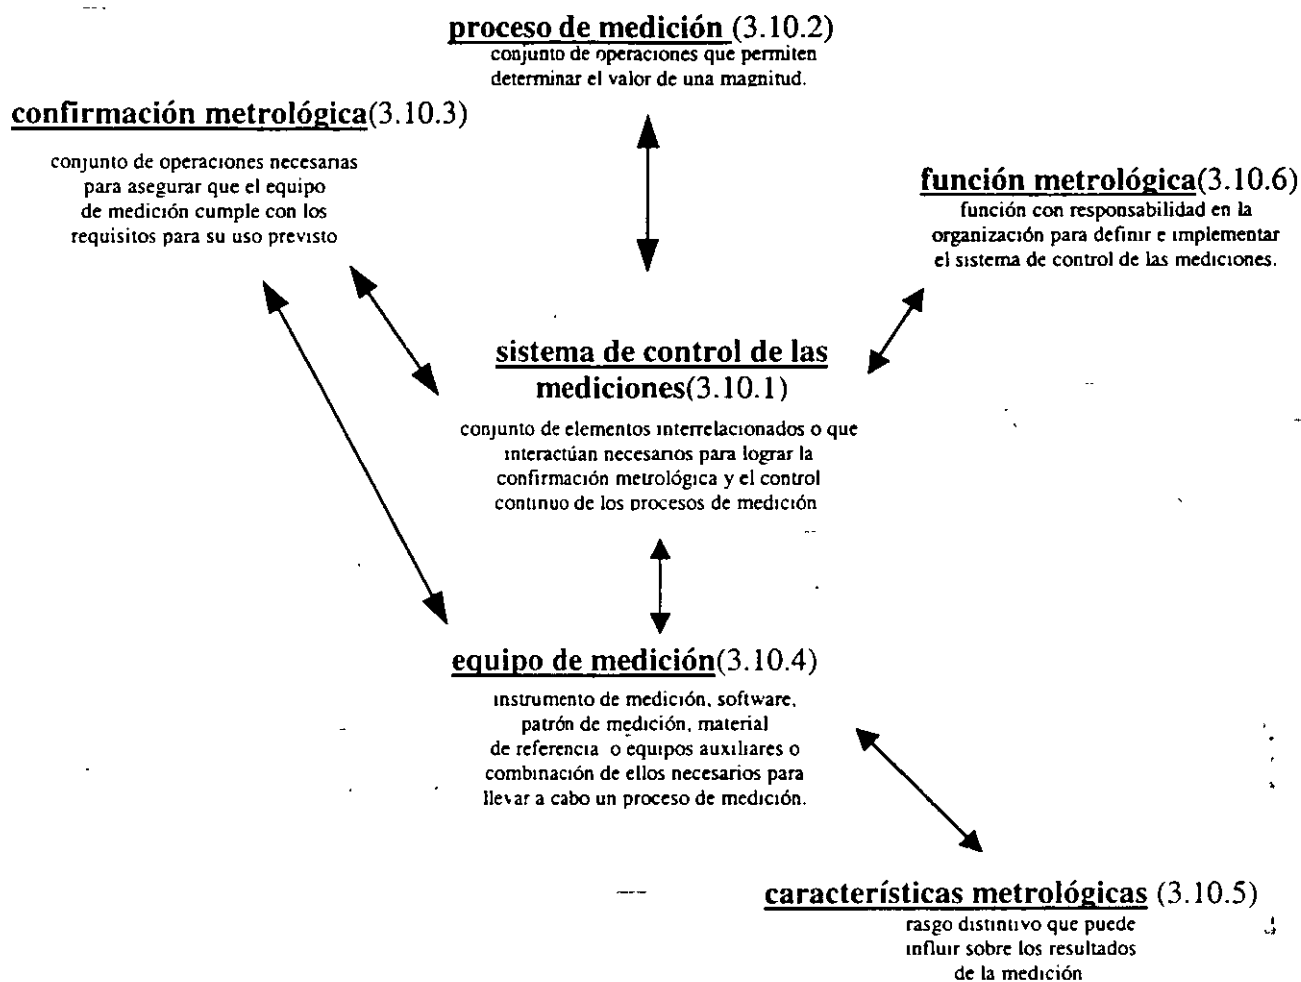 proceso de medición (3.10.2)
conjunto de operaciones que permiten
determinar el valor de una magnitud.
confirmación metrológica(3.10.3)
conjunto de operaciones necesarias
para asegurar que el equipo
de medición cumple con los
requisitos para su uso previsto
función metrológica(3.10.6)
función con responsabilidad en la
organización para definir e implementar
el sistema de control de las mediciones.
sistema de control de las
mediciones(3.10.1)
conjunto de elementos interrelacionados o que
interactúan necesarios para lograr la
confirmación metrológica y el control
continuo de los procesos de medición
equipo de medición(3.10.4)
instrumento de medición, software,
patrón de medición, material
de referencia o equipos auxiliares o
combinación de ellos necesarios para
llevar a cabo un proceso de medición.
características metrológicas (3.10.5)
rasgo distintivo que puede
influir sobre los resultados
de la medición